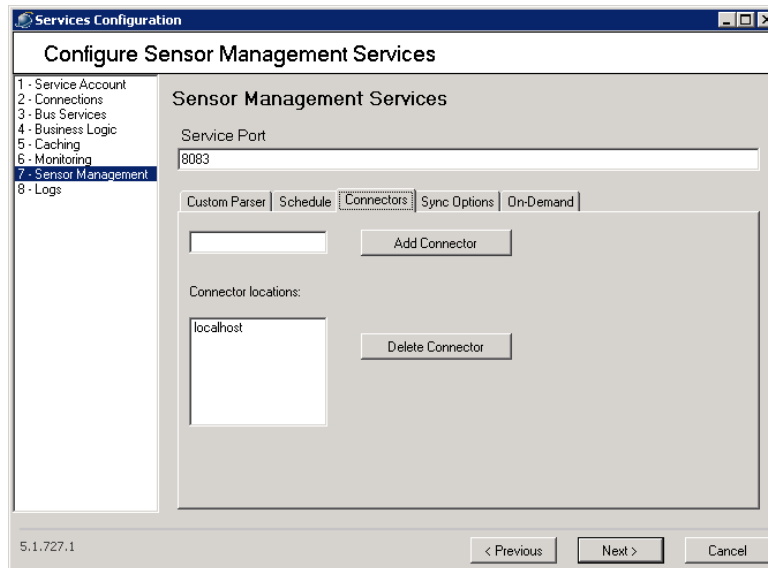 Services Configuration
Configure Sensor Management Services
1 - Service Account
2 - Connections
3 - Bus Services
4 - Business Logic
5 - Caching
6 - Monitoring
7 - Sensor Management
8 - Logs
Sensor Management Services
Service Port
8083
Custom Parser Schedule Connectors Sync Options On-Demand
Add Connector
Connector locations:
localhost
Delete Connector
5.1.727.1
< Previous Next > Cancel